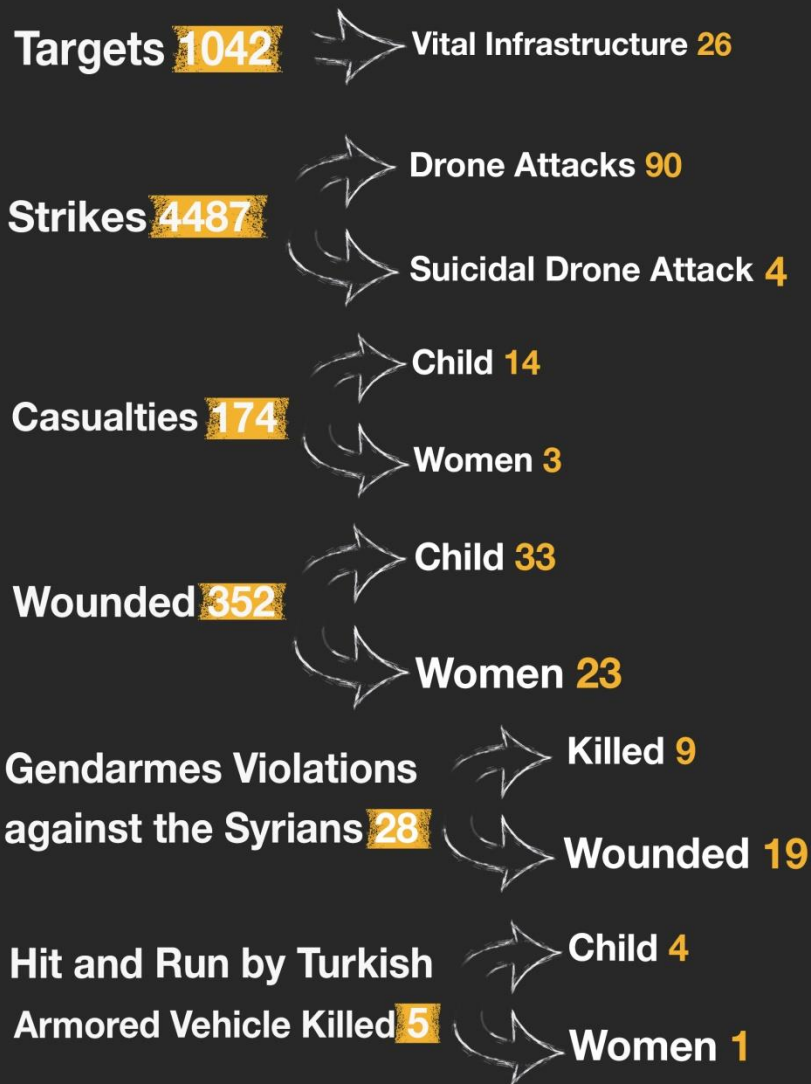 Targets 1042
Vital Infrastructure 26
Strikes 4487
Drone Attacks 90
Suicidal Drone Attack 4
Casualties 174
Child 14
Women 3
Wounded 352
Child 33
Women 23
Gendarmes Violations
against the Syrians 28
Killed 9
Wounded 19
Hit and Run by Turkish
Armored Vehicle Killed 5
Child 4
Women 1